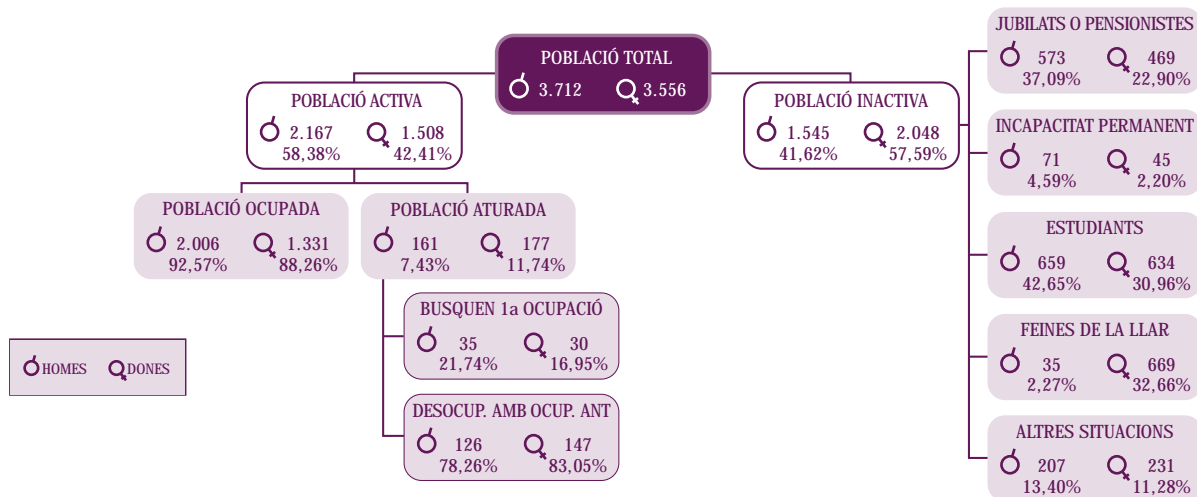 POBLACIÓ TOTAL
3.712 3.556
POBLACIÓ ACTIVA
2.167 1.508
58,38% 42,41%
POBLACIÓ INACTIVA
1.545 2.048
41,62% 57,59%
POBLACIÓ OCUPADA
2.006 1.331
92,57% 88,26%
POBLACIÓ ATURADA
161 177
7,43% 11,74%
BUSQUEN 1a OCUPACIÓ
35 30
21,74% 16,95%
DESOCUP. AMB OCUP. ANT
126 147
78,26% 83,05%
JUBILATS O PENSIONISTES
573 469
37,09% 22,90%
INCAPACITAT PERMANENT
71 45
4,59% 2,20%
ESTUDIANTS
659 634
42,65% 30,96%
FEINES DE LA LLAR
35 669
2,27% 32,66%
ALTRES SITUACIONS
207 231
13,40% 11,28%
HOMES DONES